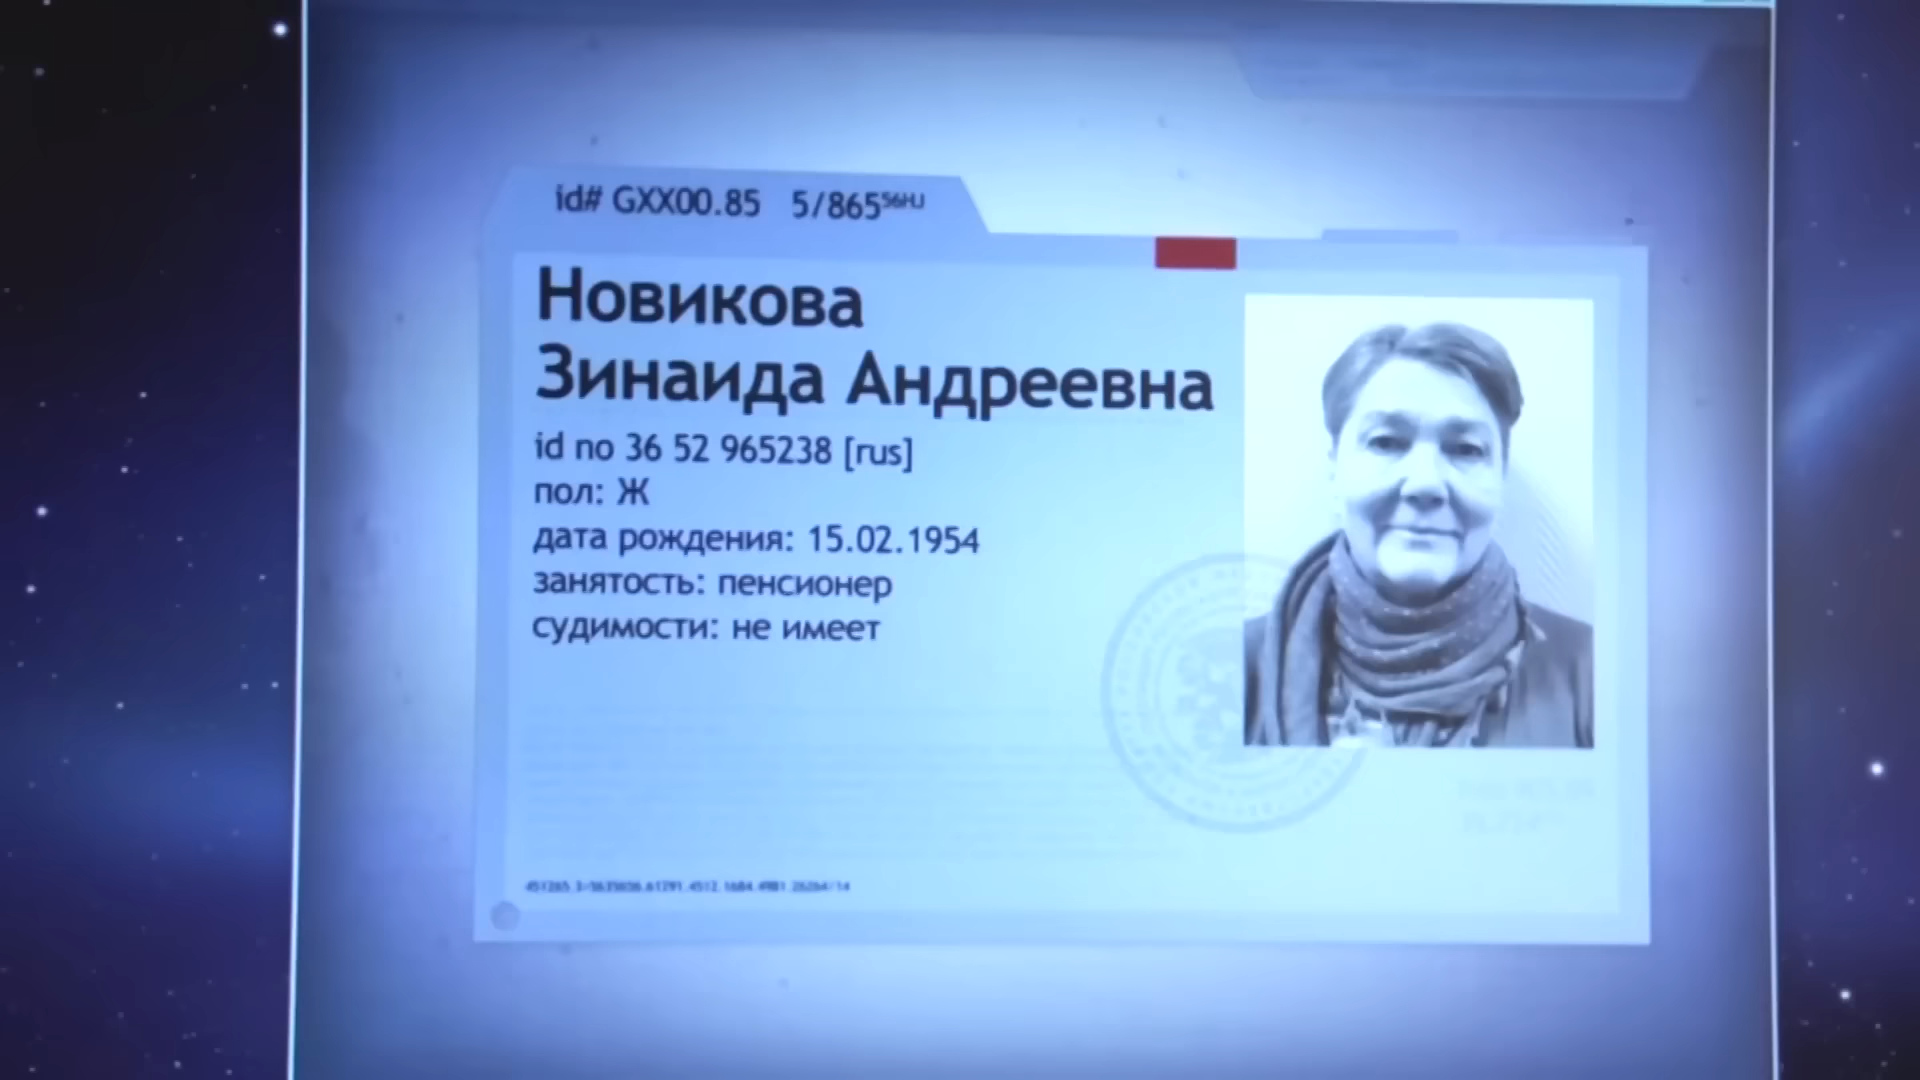 id# GXX00.85 5/86556HJ
Новикова
Зинаида Андреевна
id no 36 52 965238 [rus]
пол: Ж
дата рождения: 15.02.1954
занятость: пенсионер
судимости: не имеет